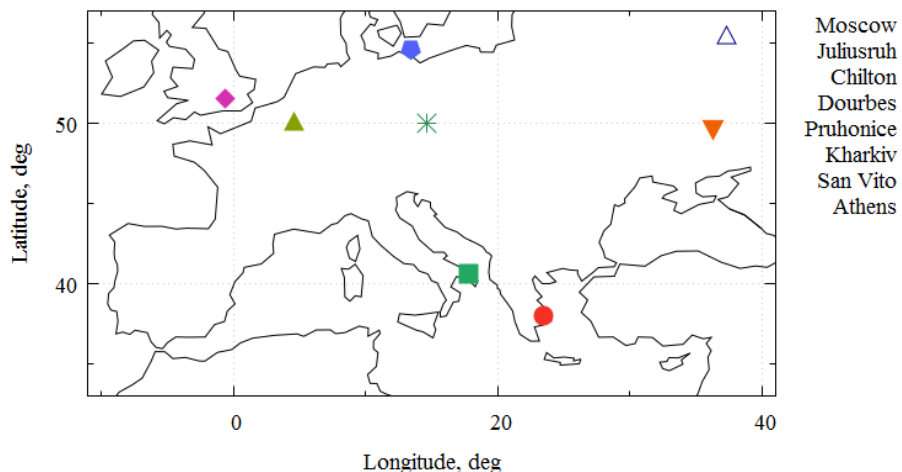 Latitude, deg
50
40
0
20
40
Longitude, deg
Moscow
Juliusruh
Chilton
Dourbes
Pruhonice
Kharkiv
San Vito
Athens